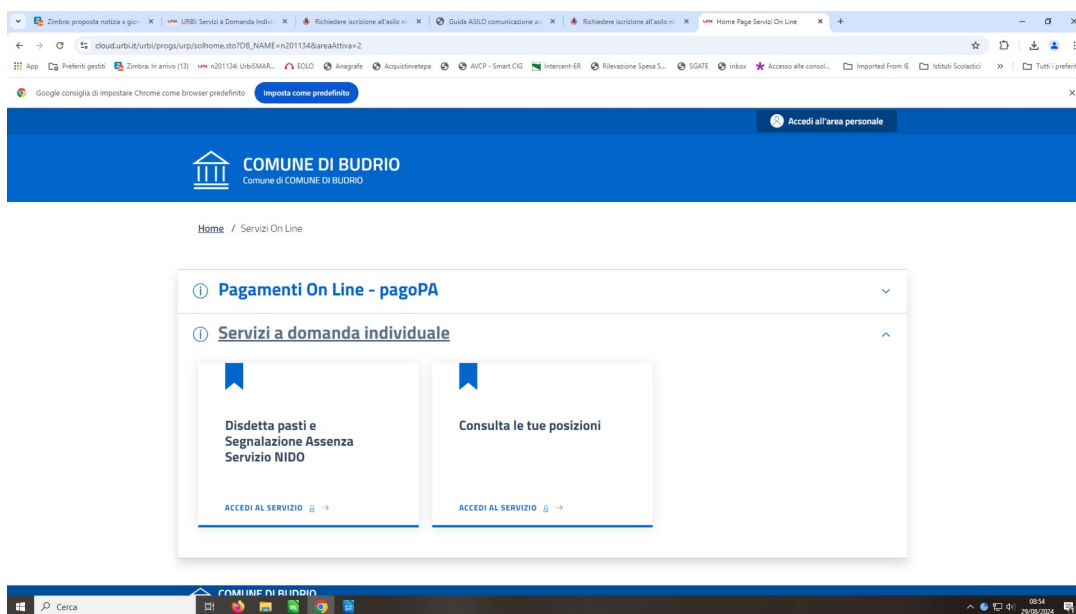 Zimbra: proposta notizia x gior
URBI: Servizi a Domanda Indivi
Richiedere iscrizione all'asilo ni
Guida ASILO comunicazione as
Richiedere iscrizione all'asilo ni
Home Page Servizi On Line
cloud.urbi.it/urbi/progs/urp/solhome.sto?DB_NAME=n201134&areaAttiva=2
App
Preferiti gestiti
Zimbra: In arrivo (13)
n201134: UrbiSMAR...
EOLO
Anagrafe
Acquistinretepa
AVCP - Smart CIG
Intercent-ER
Rilevazione Spesa S...
SGATE
inbox
Accesso alle consol...
Imported From IE
Istituti Scolastici
»
Tutti i preferit
Google consiglia di impostare Chrome come browser predefinito
Imposta come predefinito
Accedi all'area personale
COMUNE DI BUDRIO
Comune di COMUNE DI BUDRIO
Home / Servizi On Line
Pagamenti On Line - pagoPA
Servizi a domanda individuale
Disdetta pasti e
Segnalazione Assenza
Servizio NIDO
ACCEDI AL SERVIZIO
Consulta le tue posizioni
ACCEDI AL SERVIZIO
COMUNE DI BUDRIO
Cerca
08:54
29/08/2024